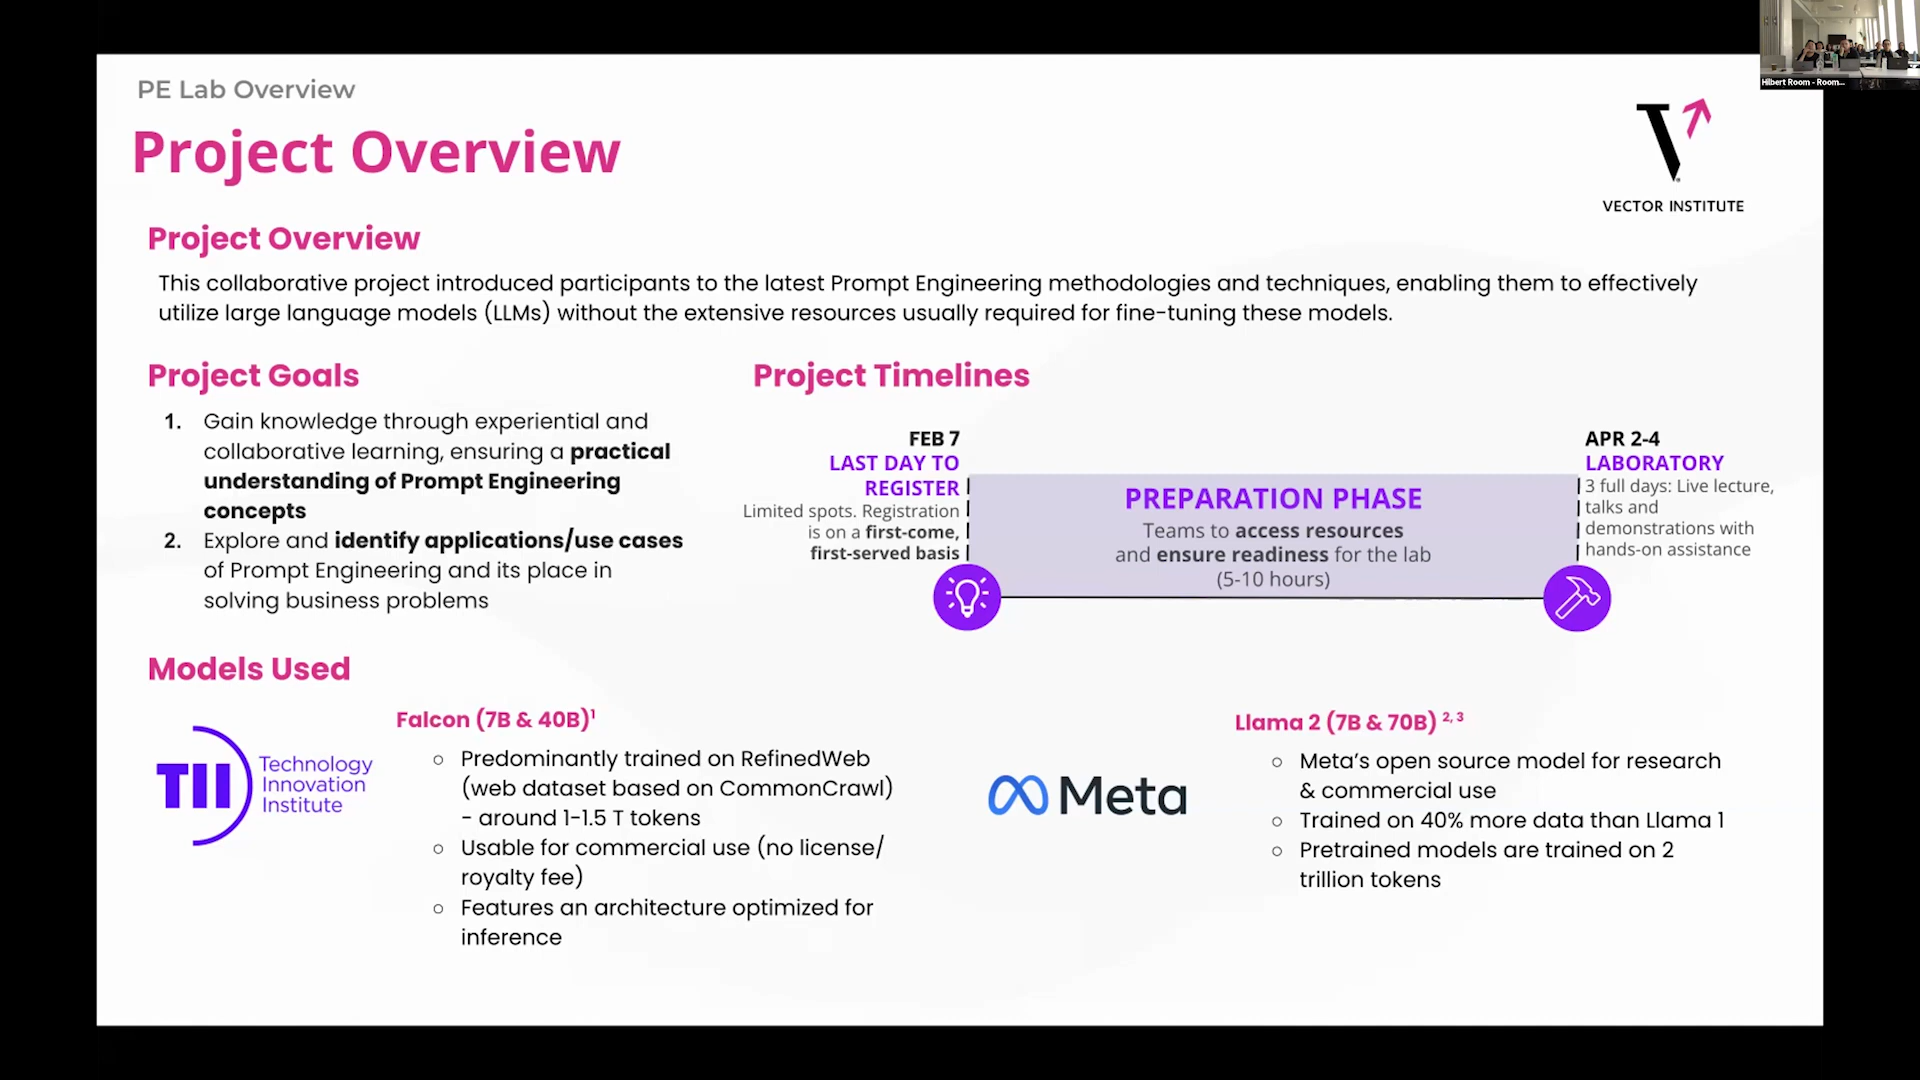 PE Lab Overview
Project Overview
Hilbert Room - Room...
VECTOR INSTITUTE
Project Overview
This collaborative project introduced participants to the latest Prompt Engineering methodologies and techniques, enabling them to effectively
utilize large language models (LLMs) without the extensive resources usually required for fine-tuning these models.
Project Goals
1. Gain knowledge through experiential and
collaborative learning, ensuring a practical
understanding of Prompt Engineering
concepts
2. Explore and identify applications/use cases
of Prompt Engineering and its place in
solving business problems
Project Timelines
FEB 7
LAST DAY TO
REGISTER
Limited spots. Registration
is on a first-come,
first-served basis
PREPARATION PHASE
Teams to access resources
and ensure readiness for the lab
(5-10 hours)
APR 2-4
LABORATORY
3 full days: Live lecture,
talks and
demonstrations with
hands-on assistance
Models Used
TII Technology
Innovation
Institute
Falcon (7B & 40B)¹
○ Predominantly trained on RefinedWeb
(web dataset based on CommonCrawl)
- around 1-1.5 T tokens
○ Usable for commercial use (no license/
royalty fee)
○ Features an architecture optimized for
inference
Meta
Llama 2 (7B & 70B) ²,³
○ Meta's open source model for research
& commercial use
○ Trained on 40% more data than Llama 1
○ Pretrained models are trained on 2
trillion tokens